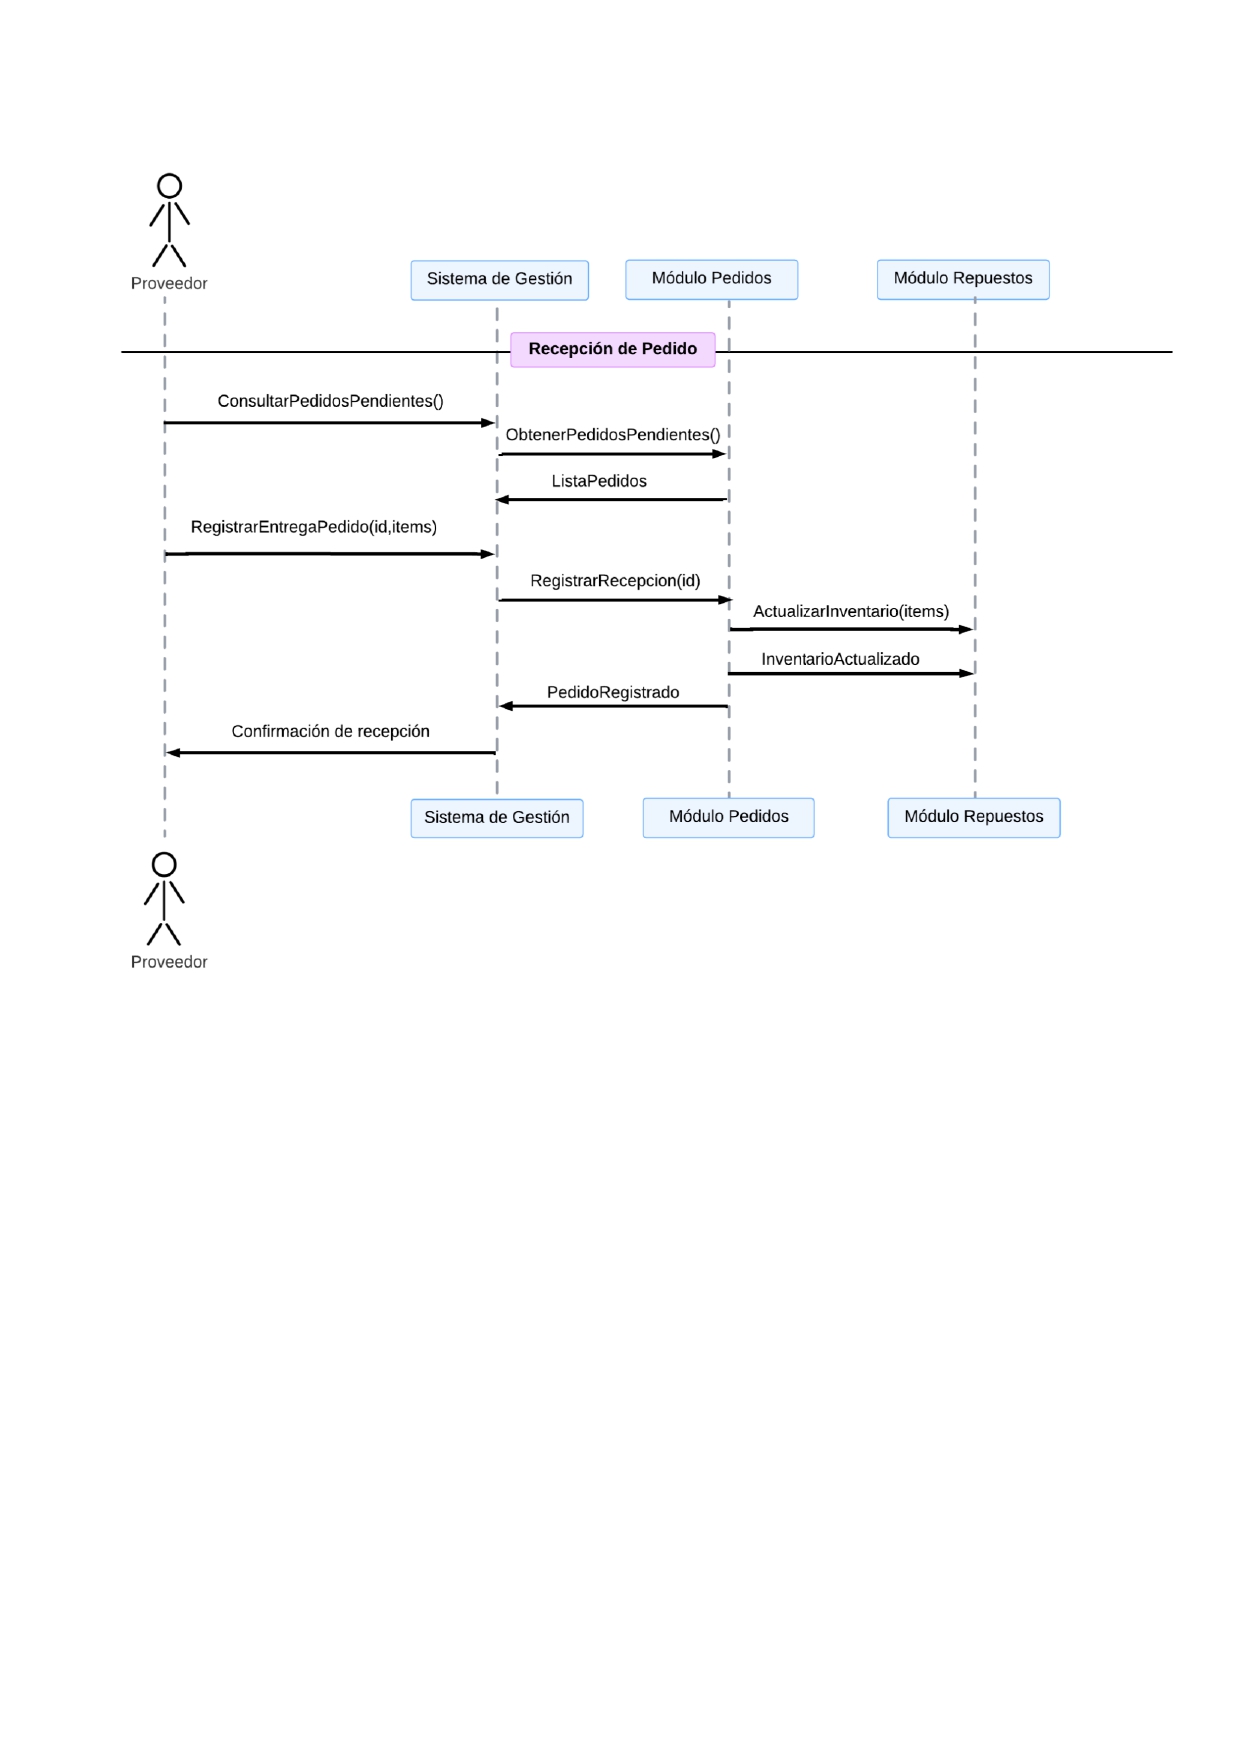 Proveedor
Sistema de Gestión
Módulo Pedidos
Módulo Repuestos
Recepción de Pedido
ConsultarPedidosPendientes()
ObtenerPedidosPendientes()
ListaPedidos
RegistrarEntregaPedido(id,items)
RegistrarRecepcion(id)
ActualizarInventario(items)
InventarioActualizado
PedidoRegistrado
Confirmación de recepción
Sistema de Gestión
Módulo Pedidos
Módulo Repuestos
Proveedor